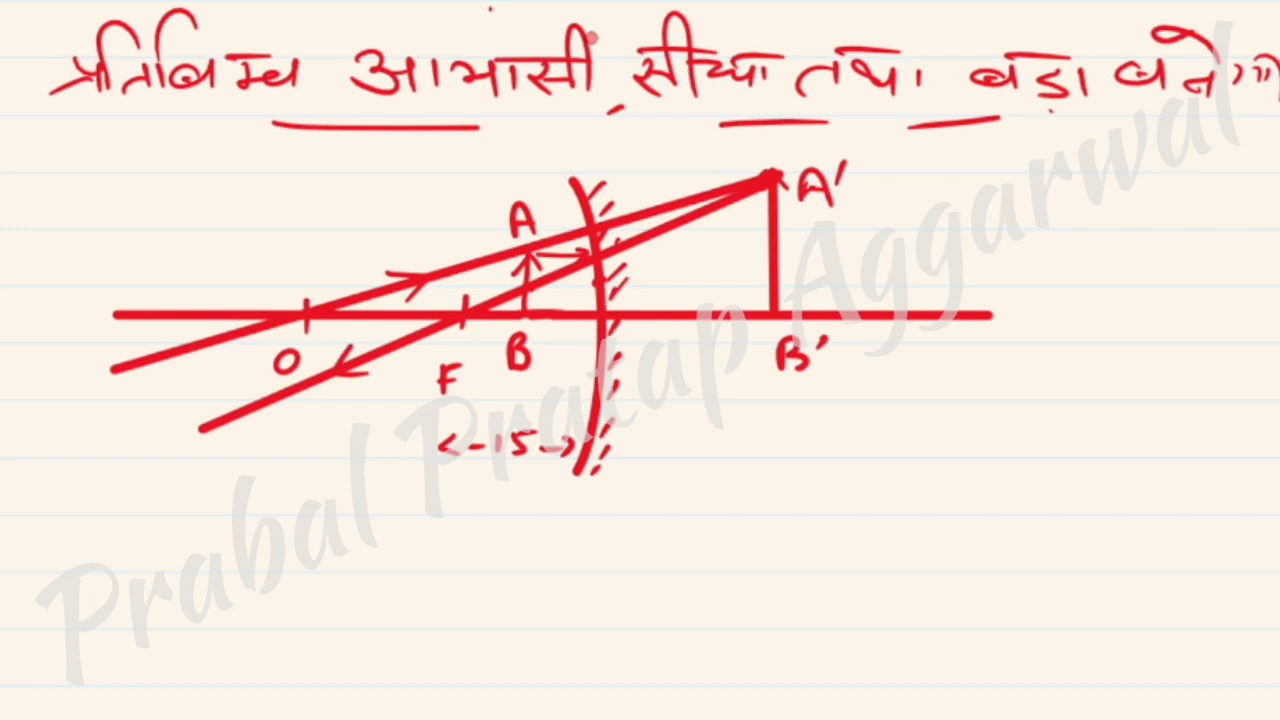 प्रतिबिम्ब आभासी, सीधा तथा बड़ा बनेगा
A'
A
O
B
B'
F
<-15->
Prabal Pratap Aggarwal